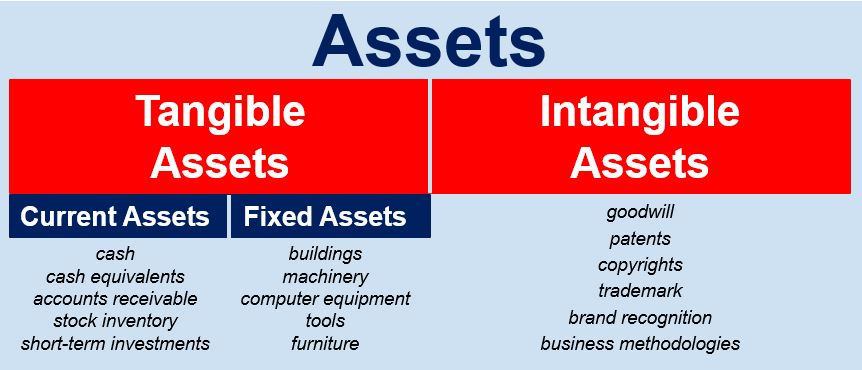 Assets
Tangible
Assets
Intangible
Assets
Current Assets
Fixed Assets
cash
cash equivalents
accounts receivable
stock inventory
short-term investments
buildings
machinery
computer equipment
tools
furniture
goodwill
patents
copyrights
trademark
brand recognition
business methodologies